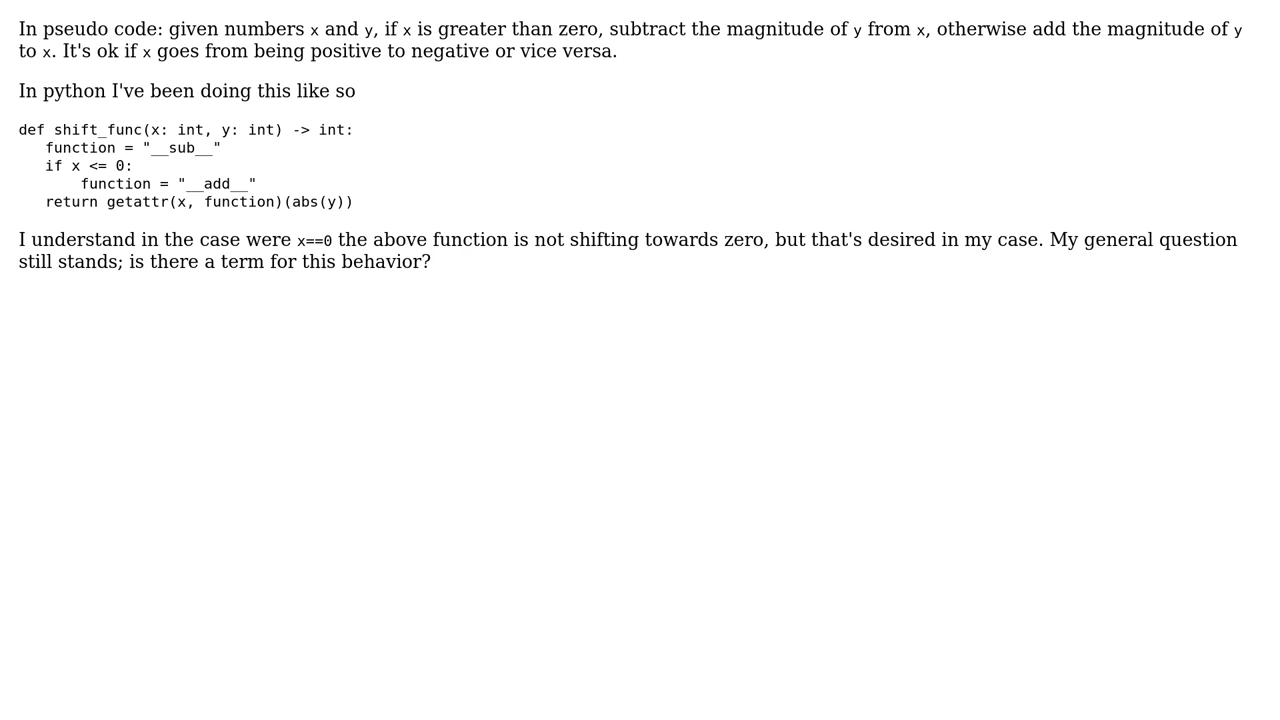 In pseudo code: given numbers x and y, if x is greater than zero, subtract the magnitude of y from x, otherwise add the magnitude of y
to x. It's ok if x goes from being positive to negative or vice versa.
In python I've been doing this like so
def shift_func(x: int, y: int) -> int:
   function = "__sub__"
   if x <= 0:
       function = "__add__"
   return getattr(x, function)(abs(y))
I understand in the case were x==0 the above function is not shifting towards zero, but that's desired in my case. My general question
still stands; is there a term for this behavior?